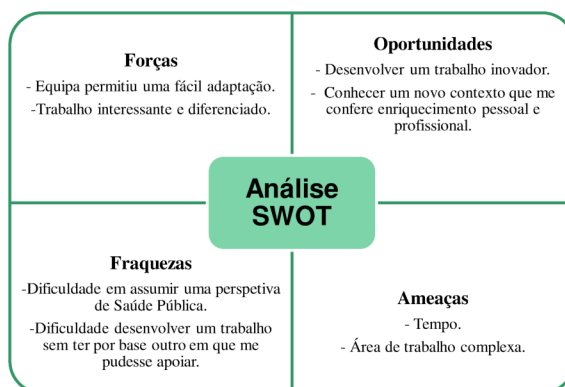 Forças
- Equipa permitiu uma fácil adaptação.
-Trabalho interessante e diferenciado.
Oportunidades
- Desenvolver um trabalho inovador.
- Conhecer um novo contexto que me
confere enriquecimento pessoal e
profissional.
Análise
SWOT
Fraquezas
-Dificuldade em assumir uma perspetiva
de Saúde Pública.
-Dificuldade desenvolver um trabalho
sem ter por base outro em que me
pudesse apoiar.
Ameaças
- Tempo.
- Área de trabalho complexa.